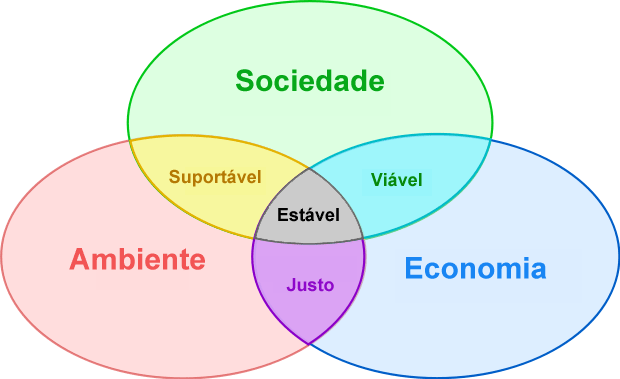 Sociedade
Suportável
Viável
Estável
Ambiente
Economia
Justo